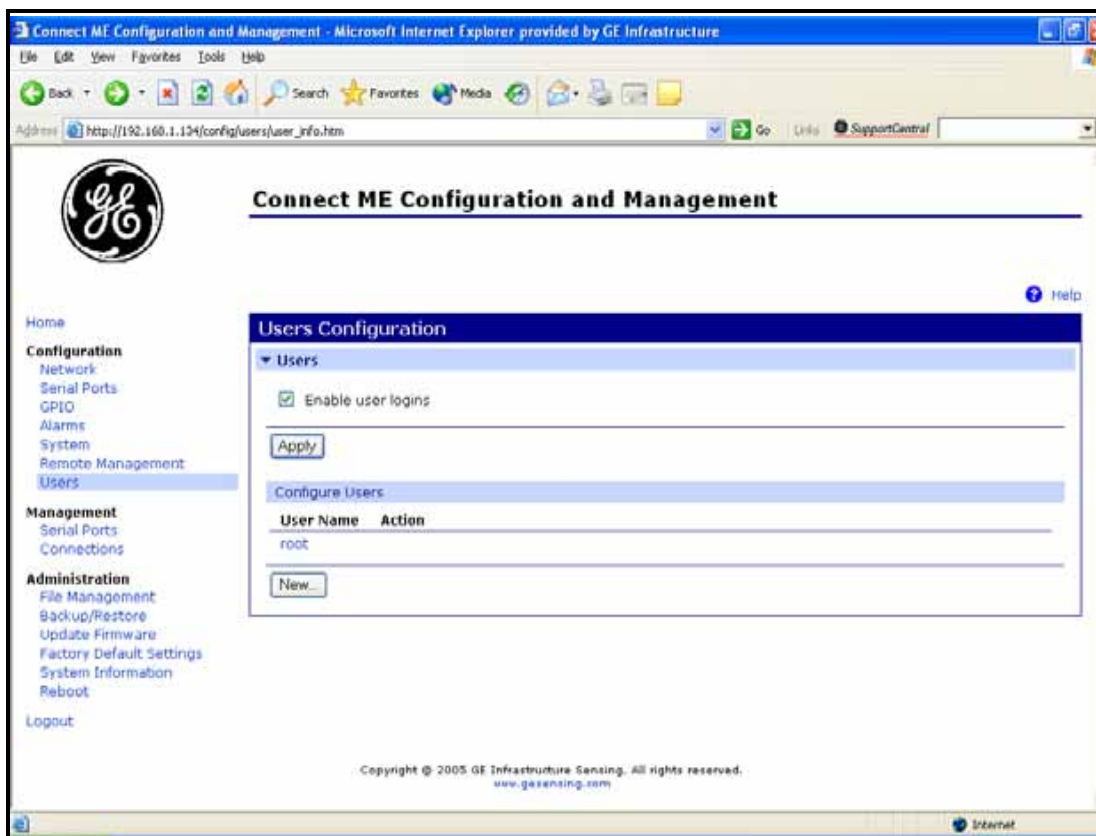 Connect ME Configuration and Management - Microsoft Internet Explorer provided by GE Infrastructure
File Edit View Favorites Tools Help
Back Search Favorites Media
Address http://192.168.1.134/config/users/user_info.htm Go Links SupportCentral
GE
Connect ME Configuration and Management
Help
Home
Configuration
Network
Serial Ports
GPIO
Alarms
System
Remote Management
Users
Management
Serial Ports
Connections
Administration
File Management
Backup/Restore
Update Firmware
Factory Default Settings
System Information
Reboot
Logout
Users Configuration
Users
Enable user logins
Apply
Configure Users
User Name Action
root
New...
Copyright © 2005 GE Infrastructure Sensing. All rights reserved.
www.gesensing.com
Internet